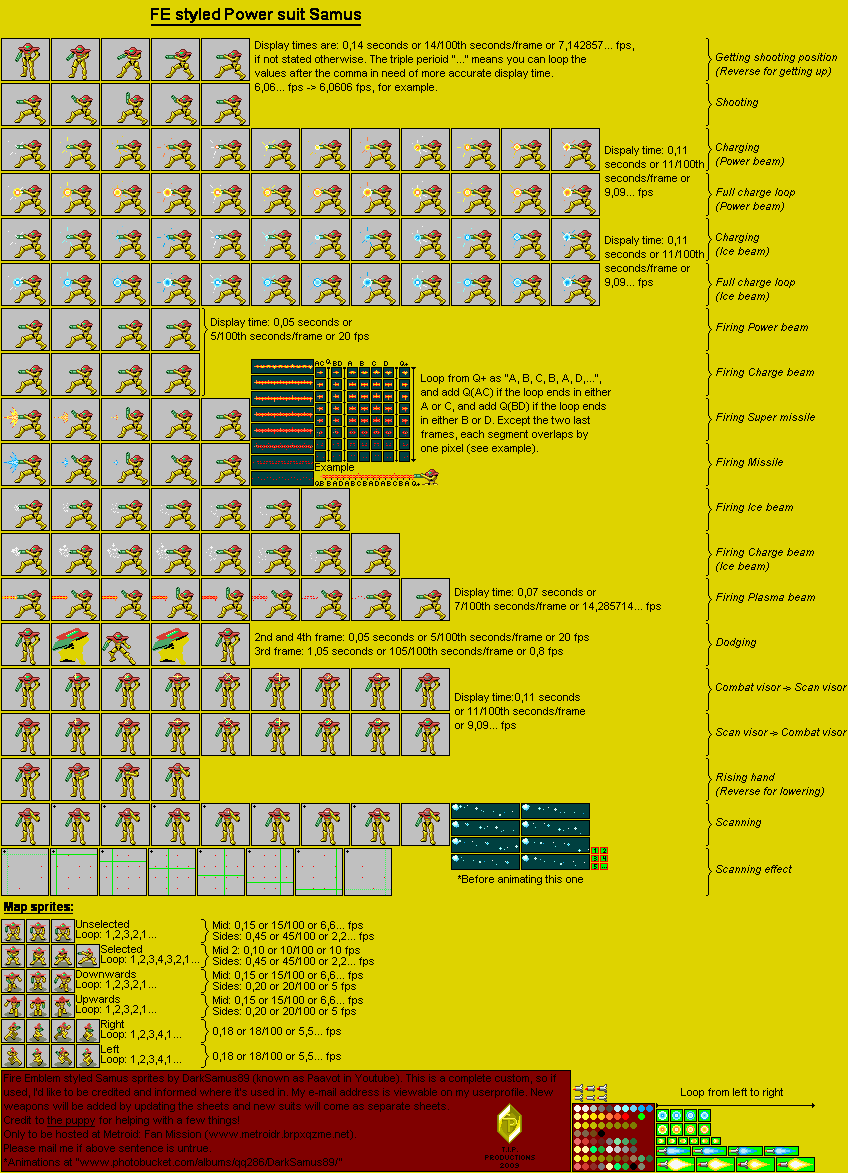 FE styled Power suit Samus
Display times are: 0,14 seconds or 14/100th seconds/frame or 7,142857... fps,
if not stated otherwise. The triple perioid "..." means you can loop the
values after the comma in need of more accurate display time.
6,06... fps -> 6,0606 fps, for example.
Getting shooting position
(Reverse for getting up)
Shooting
Dispaly time: 0,11
seconds or 11/100th
seconds/frame or
9,09... fps
Charging
(Power beam)
Full charge loop
(Power beam)
Dispaly time: 0,11
seconds or 11/100th
seconds/frame or
9,09... fps
Charging
(Ice beam)
Full charge loop
(Ice beam)
Display time: 0,05 seconds or
5/100th seconds/frame or 20 fps
Firing Power beam
Firing Charge beam
AC Q BD A B C D Q+
Loop from Q+ as "A, B, C, B, A, D,...",
and add Q(AC) if the loop ends in either
A or C, and add Q(BD) if the loop ends
in either B or D. Except the two last
frames, each segment overlaps by
one pixel (see example).
Example
QB B A D A B C B A D A B C B A Q+
Firing Super missile
Firing Missile
Firing Ice beam
Firing Charge beam
(Ice beam)
Display time: 0,07 seconds or
7/100th seconds/frame or 14,285714... fps
Firing Plasma beam
2nd and 4th frame: 0,05 seconds or 5/100th seconds/frame or 20 fps
3rd frame: 1,05 seconds or 105/100th seconds/frame or 0,8 fps
Dodging
Display time:0,11 seconds
or 11/100th seconds/frame
or 9,09... fps
Combat visor -> Scan visor
Scan visor -> Combat visor
Rising hand
(Reverse for lowering)
Scanning
1 2
3 4
5 ...
*Before animating this one
Scanning effect
Map sprites:
Unselected
Loop: 1,2,3,2,1...
Mid: 0,15 or 15/100 or 6,6... fps
Sides: 0,45 or 45/100 or 2,2... fps
Selected
Loop: 1,2,3,4,3,2,1...
Mid 2: 0,10 or 10/100 or 10 fps
Sides: 0,45 or 45/100 or 2,2... fps
Downwards
Loop: 1,2,3,2,1...
Mid: 0,15 or 15/100 or 6,6... fps
Sides: 0,20 or 20/100 or 5 fps
Upwards
Loop: 1,2,3,2,1...
Mid: 0,15 or 15/100 or 6,6... fps
Sides: 0,20 or 20/100 or 5 fps
Right
Loop: 1,2,3,4,1...
0,18 or 18/100 or 5,5... fps
Left
Loop: 1,2,3,4,1...
0,18 or 18/100 or 5,5... fps
Fire Emblem styled Samus sprites by DarkSamus89 (known as Paavot in Youtube). This is a complete custom, so if
used, I'd like to be credited and informed where it's used in. My e-mail address is viewable on my user profile. New
weapons will be added by updating the sheets and new suits will come as separate sheets.
Credit to the puppy for helping with a few things!
Only to be hosted at Metroid: Fan Mission (www.metroidr.brpxqzme.net).
Please mail me if above sentence is untrue.
PRODUCTIONS
2009
Loop from left to right